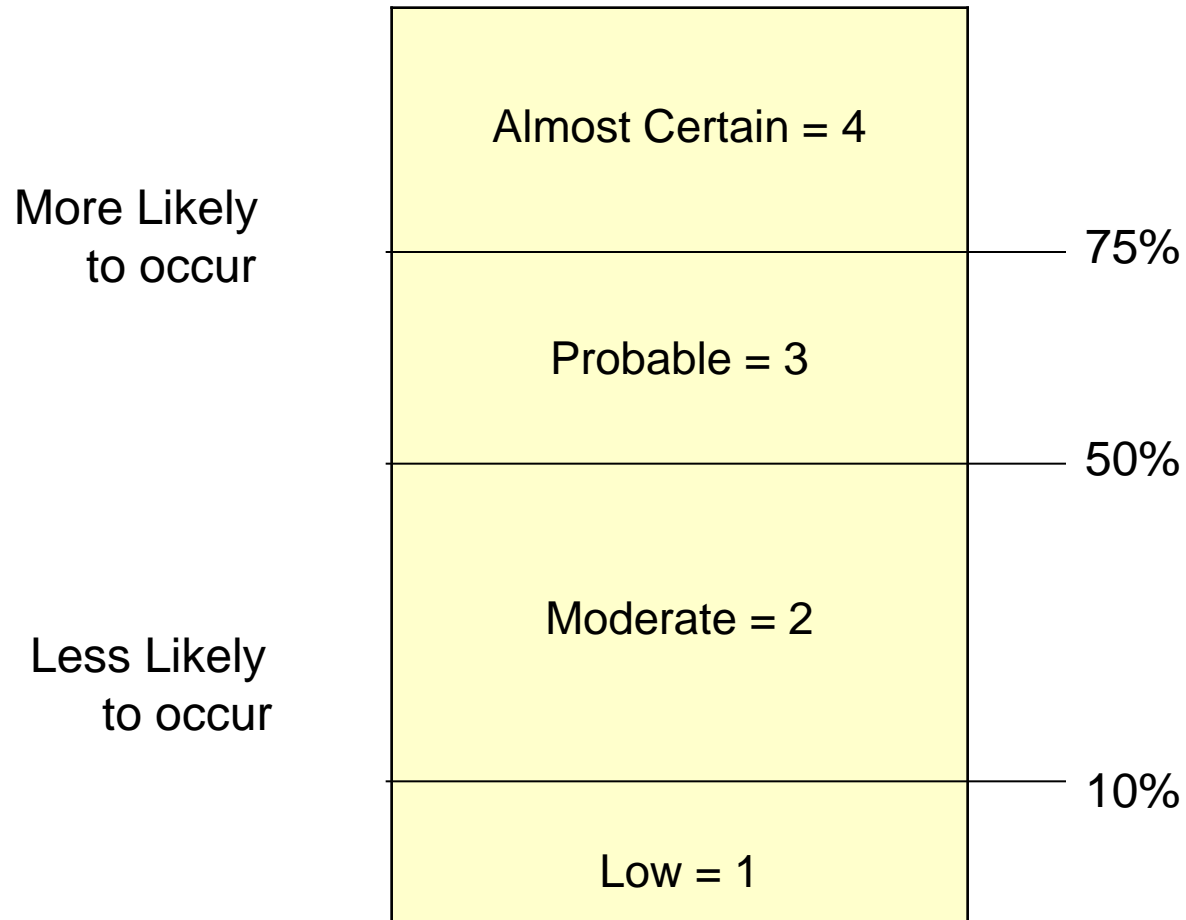 Almost Certain = 4
More Likely
to occur
75%
Probable = 3
50%
Moderate = 2
Less Likely
to occur
10%
Low = 1